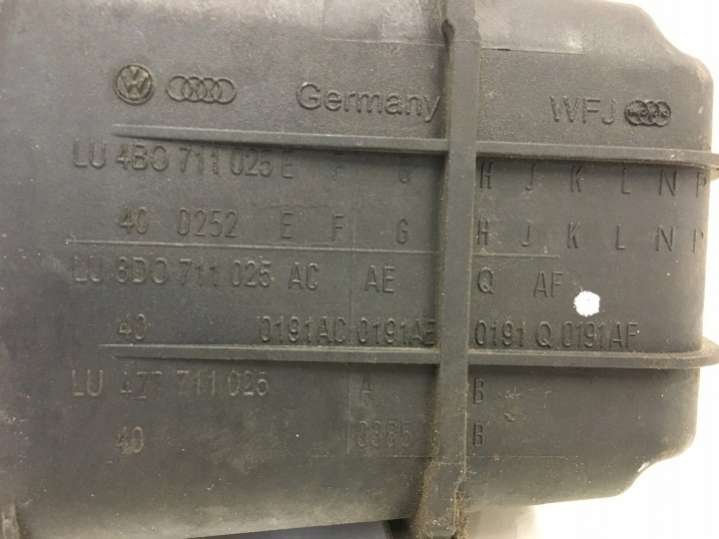 Germany WFJ
LU 4B0 711 025 E F G H J K L N P
40 0252 E F G H J K L N P
LU 3D0 711 025 AC AE Q AF
40 0191AC 0191AE 0191 Q 0191AF
LU 711 025 A B
40 B